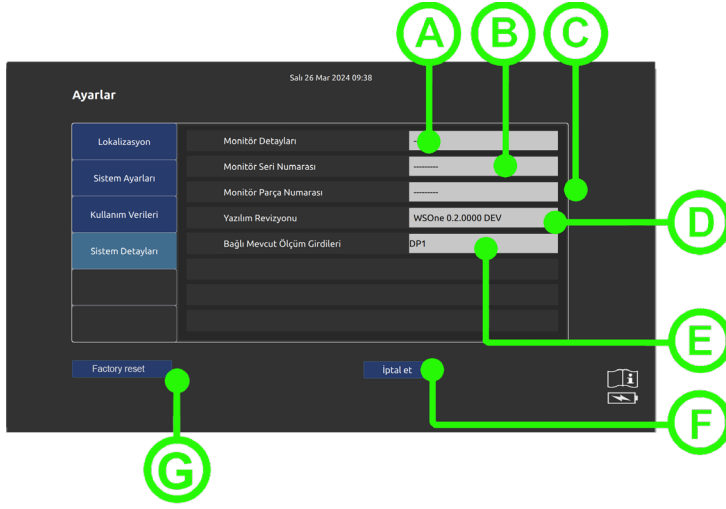 A
B
C
Salı 26 Mar 2024 09:38
Ayarlar
Lokalizasyon
Monitör Detayları
Monitör Seri Numarası
---------
Sistem Ayarları
Monitör Parça Numarası
---------
Kullanım Verileri
Yazılım Revizyonu
WSOne 0.2.0000 DEV
D
Sistem Detayları
Bağlı Mevcut Ölçüm Girdileri
DP1
E
Factory reset
İptal et
F
G